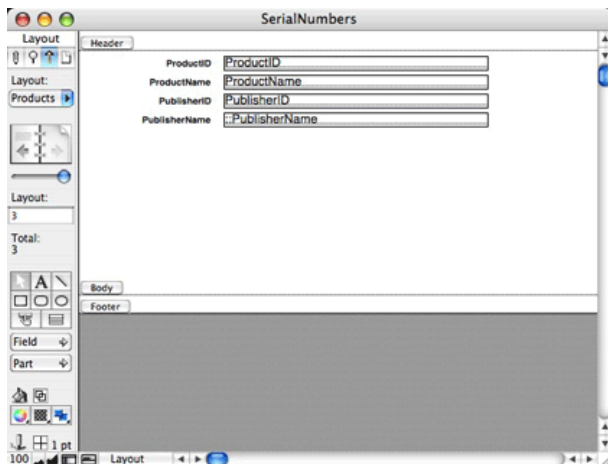 SerialNumbers
Layout
Header
ProductID ProductID
Layout:
ProductName ProductName
Products
PublisherID PublisherID
PublisherName ::PublisherName
Layout:
3
Total:
3
A
Body
Footer
Field
Part
1 pt
100 Layout